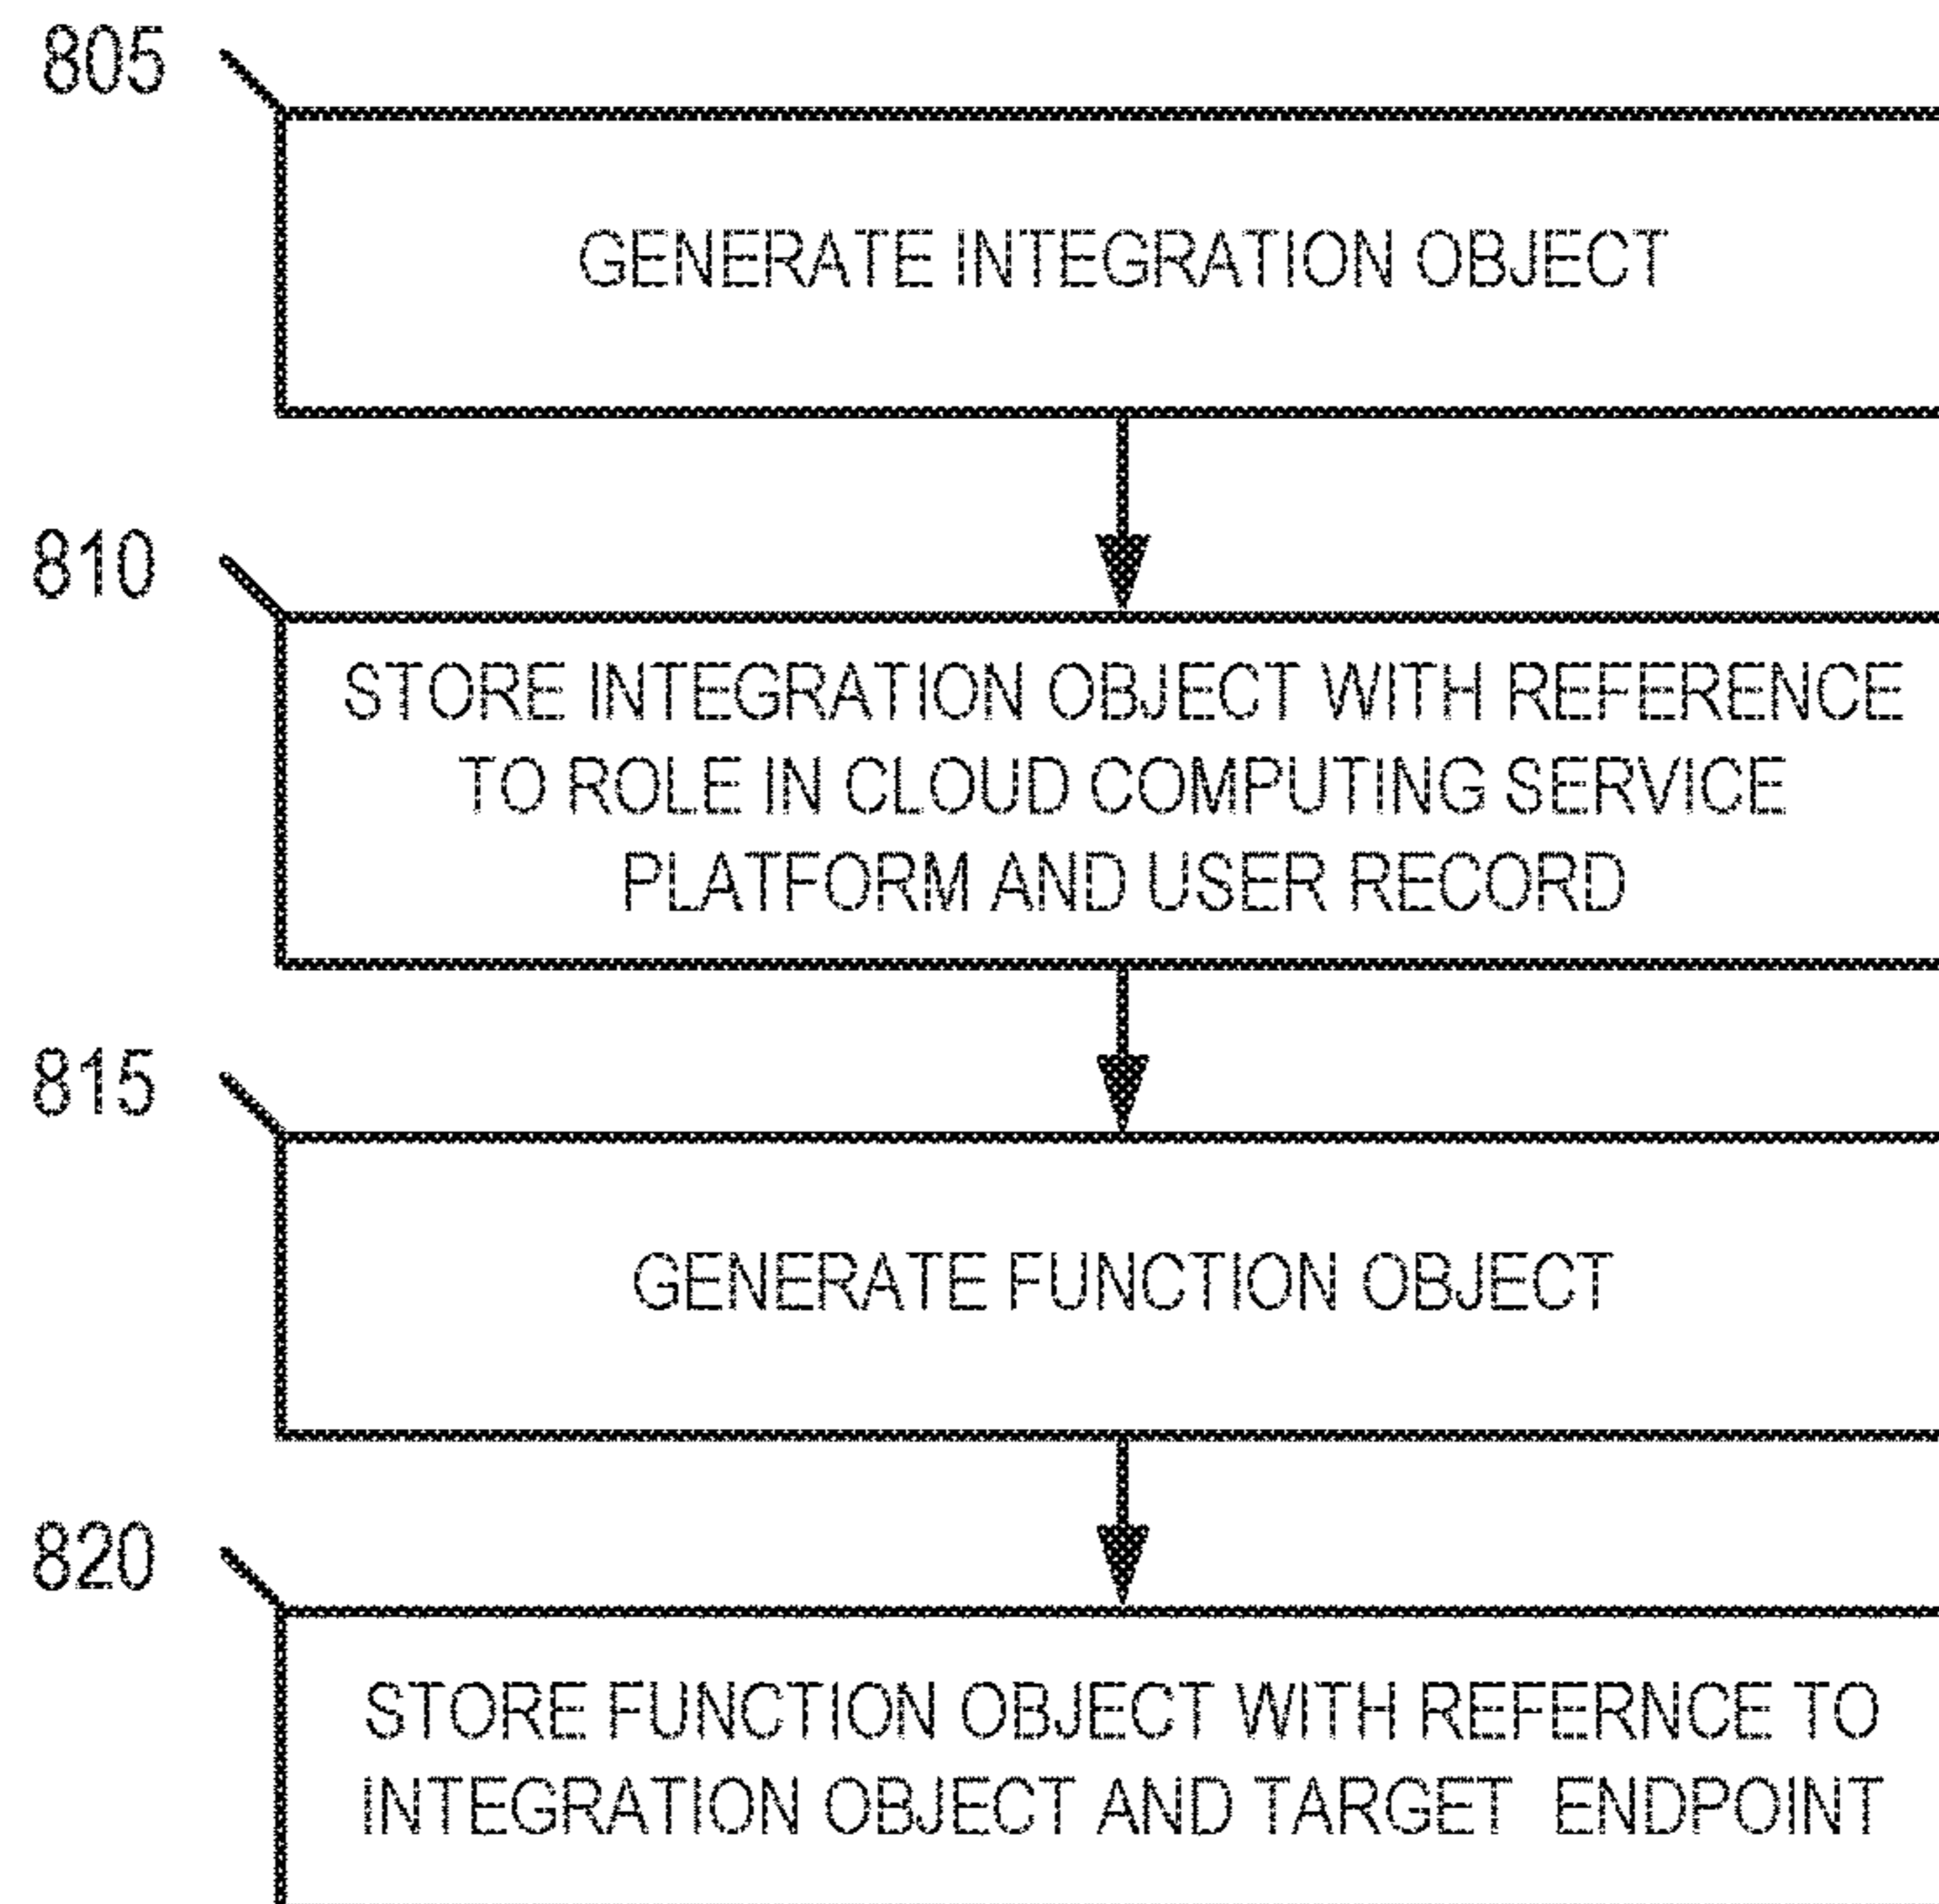 805
GENERATE INTEGRATION OBJECT
810
STORE INTEGRATION OBJECT WITH REFERENCE
TO ROLE IN CLOUD COMPUTING SERVICE
PLATFORM AND USER RECORD
815
GENERATE FUNCTION OBJECT
820
STORE FUNCTION OBJECT WITH REFERNCE TO
INTEGRATION OBJECT AND TARGET ENDPOINT